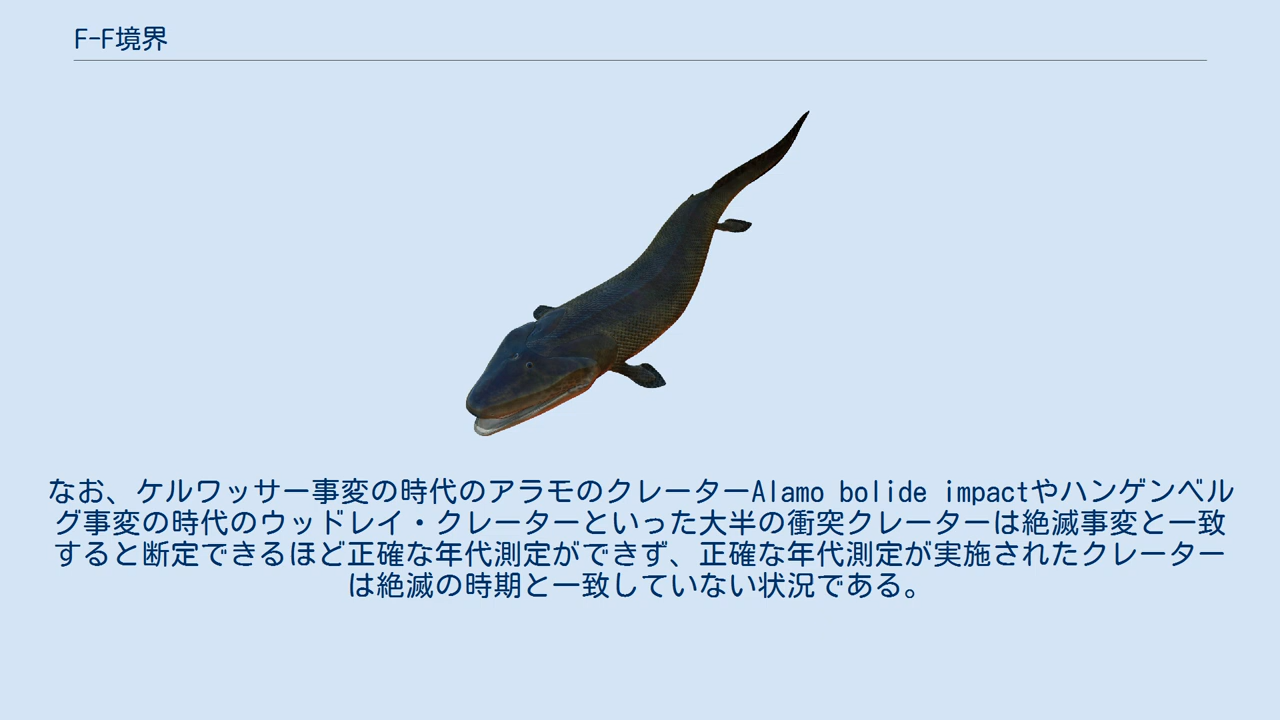 F-F境界
なお、ケルワッサー事変の時代のアラモのクレーターAlamo bolide impactやハンゲンベル
グ事変の時代のウッドレイ・クレーターといった大半の衝突クレーターは絶滅事変と一致
すると断定できるほど正確な年代測定ができず、正確な年代測定が実施されたクレーター
は絶滅の時期と一致していない状況である。